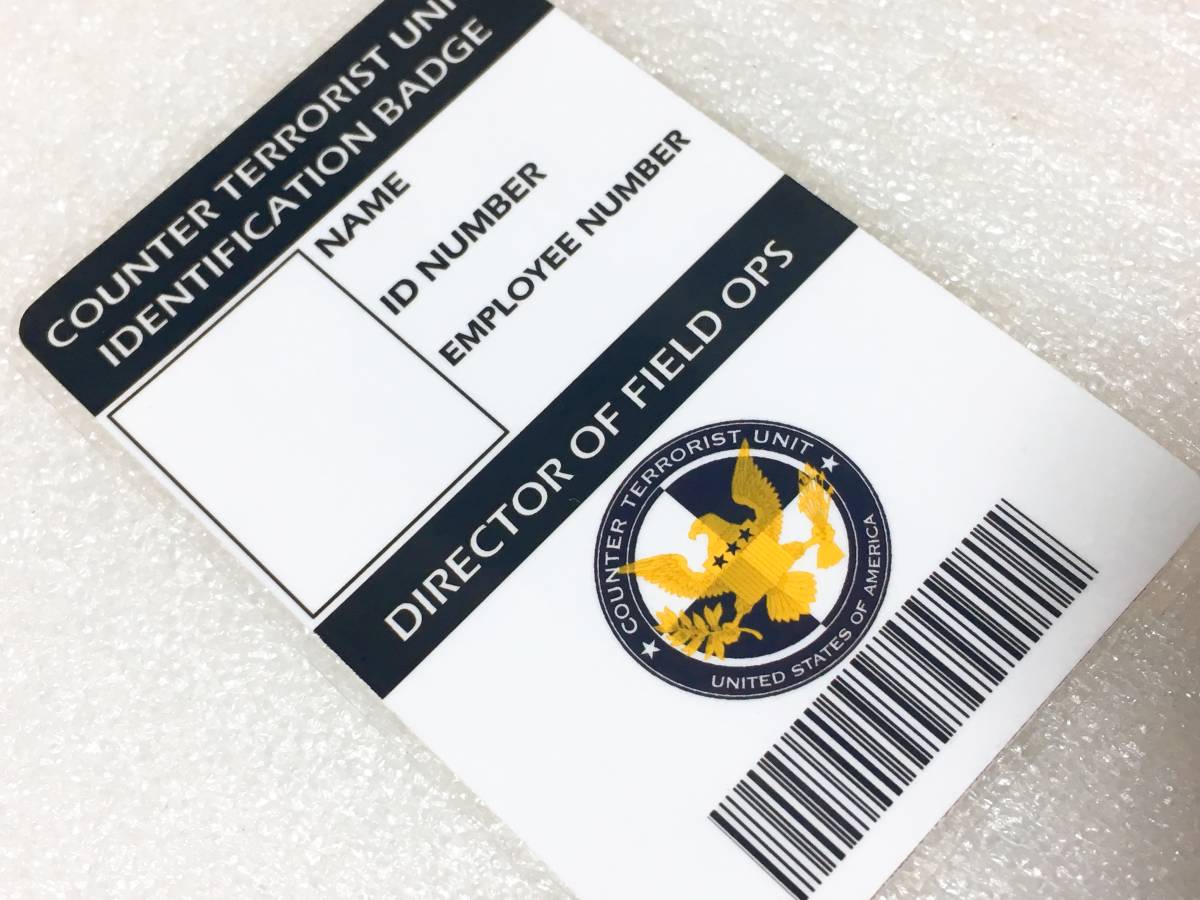 COUNTER TERRORIST UNI
IDENTIFICATION BADGE
NAME
ID NUMBER
EMPLOYEE NUMBER
DIRECTOR OF FIELD OPS
COUNTER TERRORIST UNIT
UNITED STATES OF AMERICA